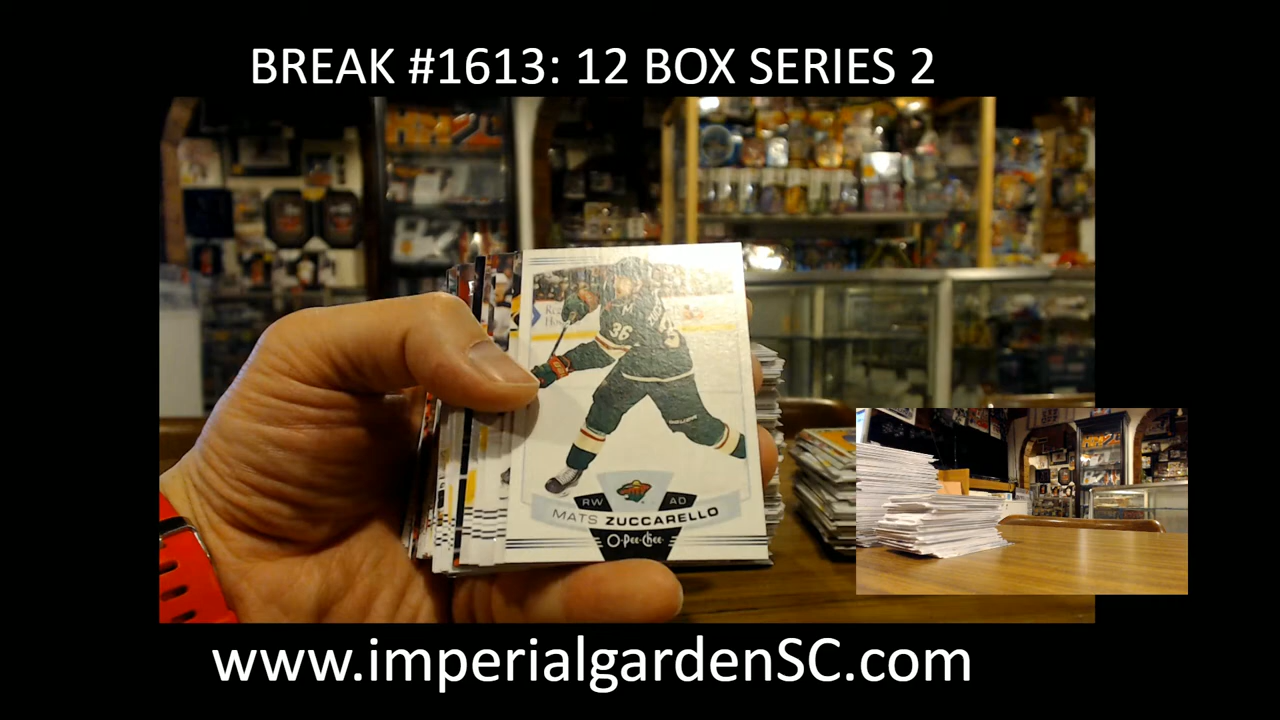 BREAK #1613: 12 BOX SERIES 2
36
RW AD
MATS ZUCCARELLO
O-Pee-Chee
www.imperialgardenSC.com